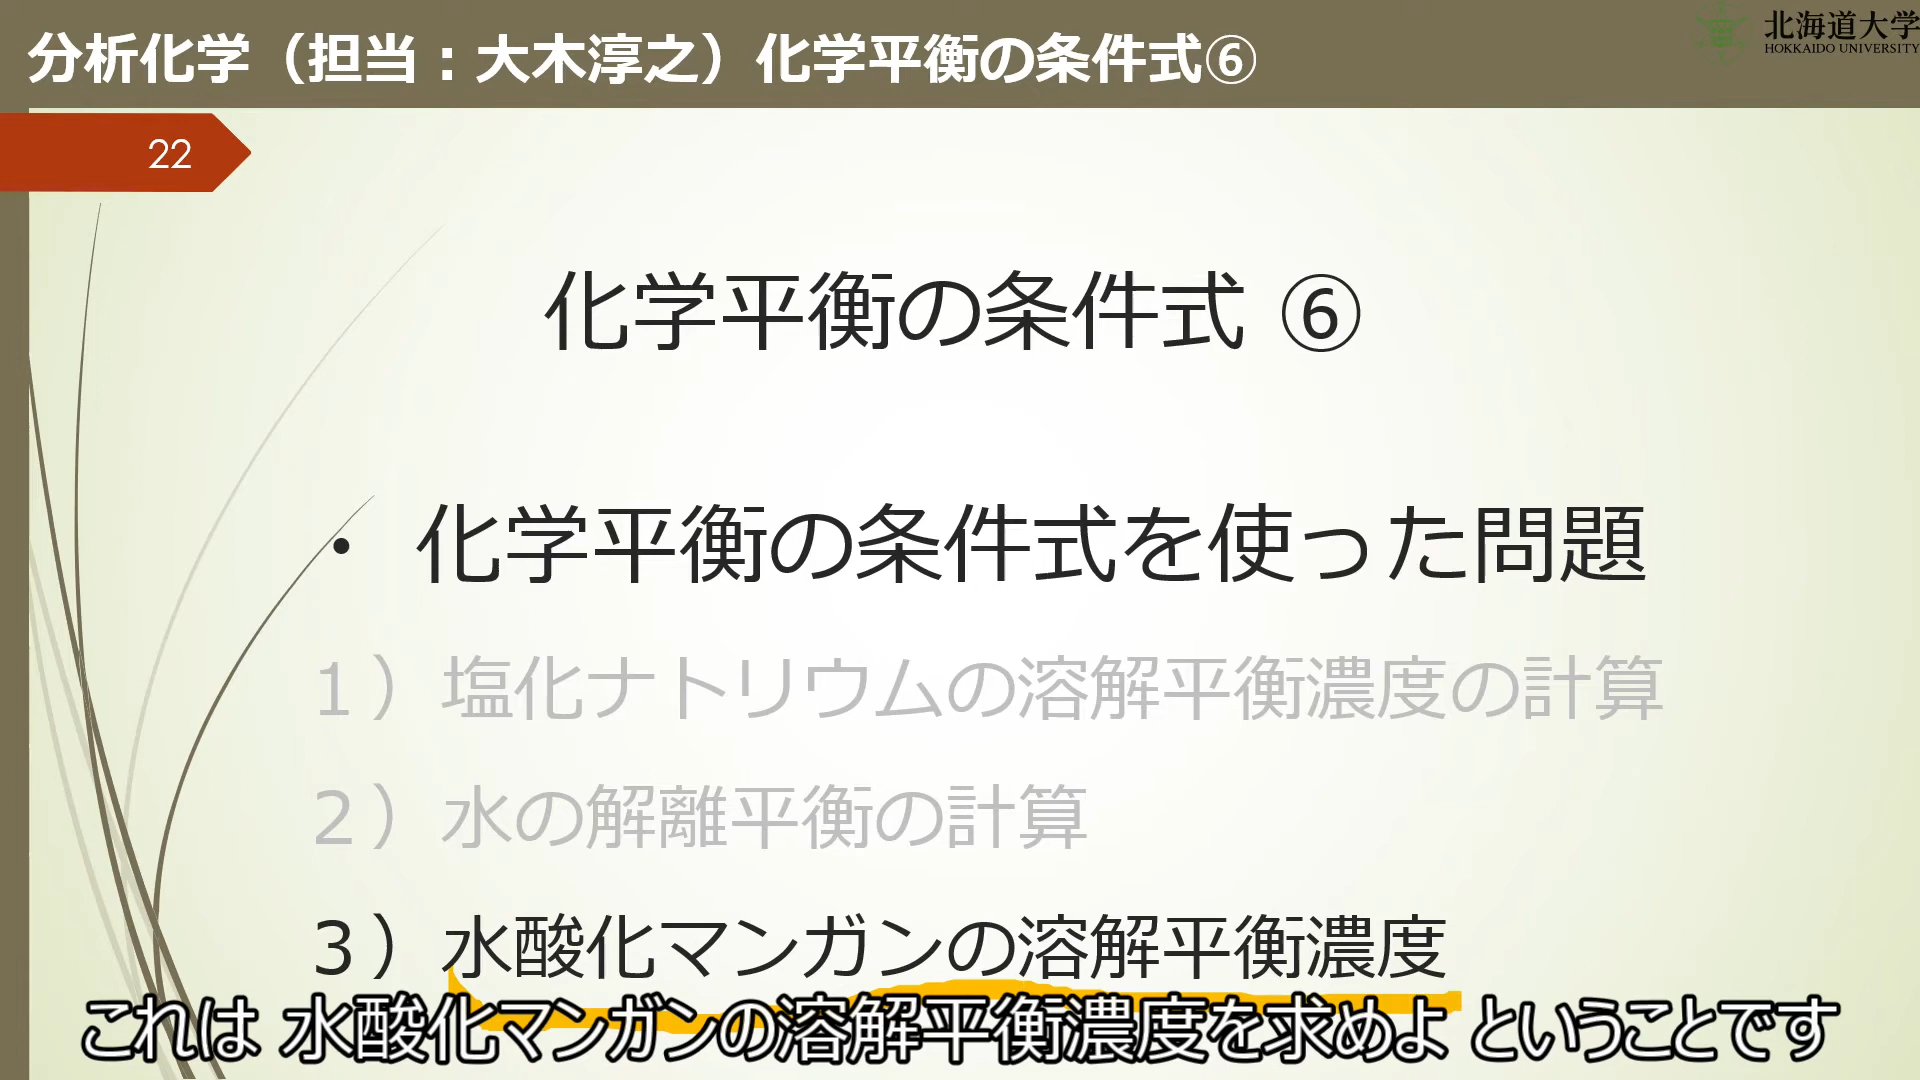 分析化学（担当：大木淳之）化学平衡の条件式⑥
北海道大学
HOKKAIDO UNIVERSITY
22
化学平衡の条件式 ⑥
• 化学平衡の条件式を使った問題
１）塩化ナトリウムの溶解平衡濃度の計算
２）水の解離平衡の計算
３）水酸化マンガンの溶解平衡濃度
これは 水酸化マンガンの溶解平衡濃度を求めよ ということです